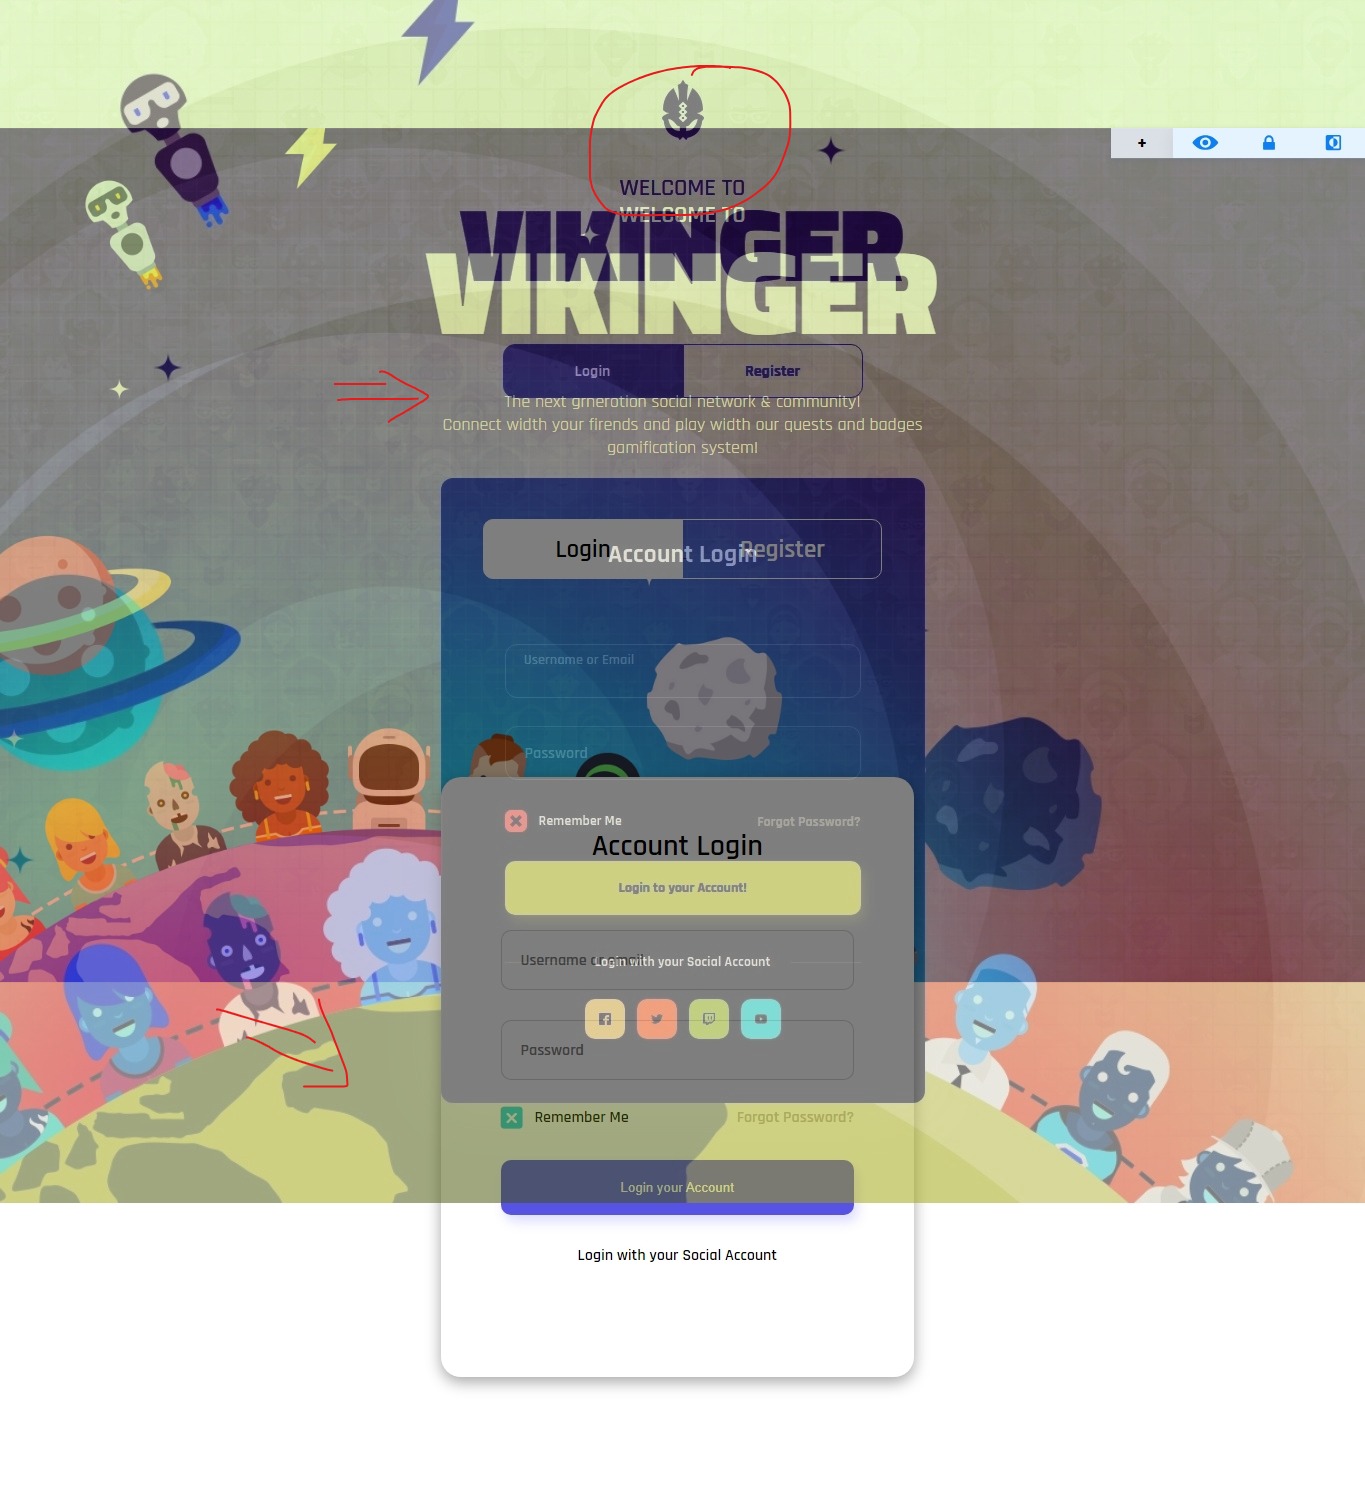 +
WELCOME TO
WELCOME TO
VIKINGER
VIKINGER
Login Register
The next grnerotion social network & community!
Connect width your firends and play width our quests and badges
gamification system!
Login Register
Account Login
Username or Email
Password
Remember Me Forgot Password?
Account Login
Login to your Account!
Username or
Login with your Social Account
Password
Remember Me Forgot Password?
Login your Account
Login with your Social Account